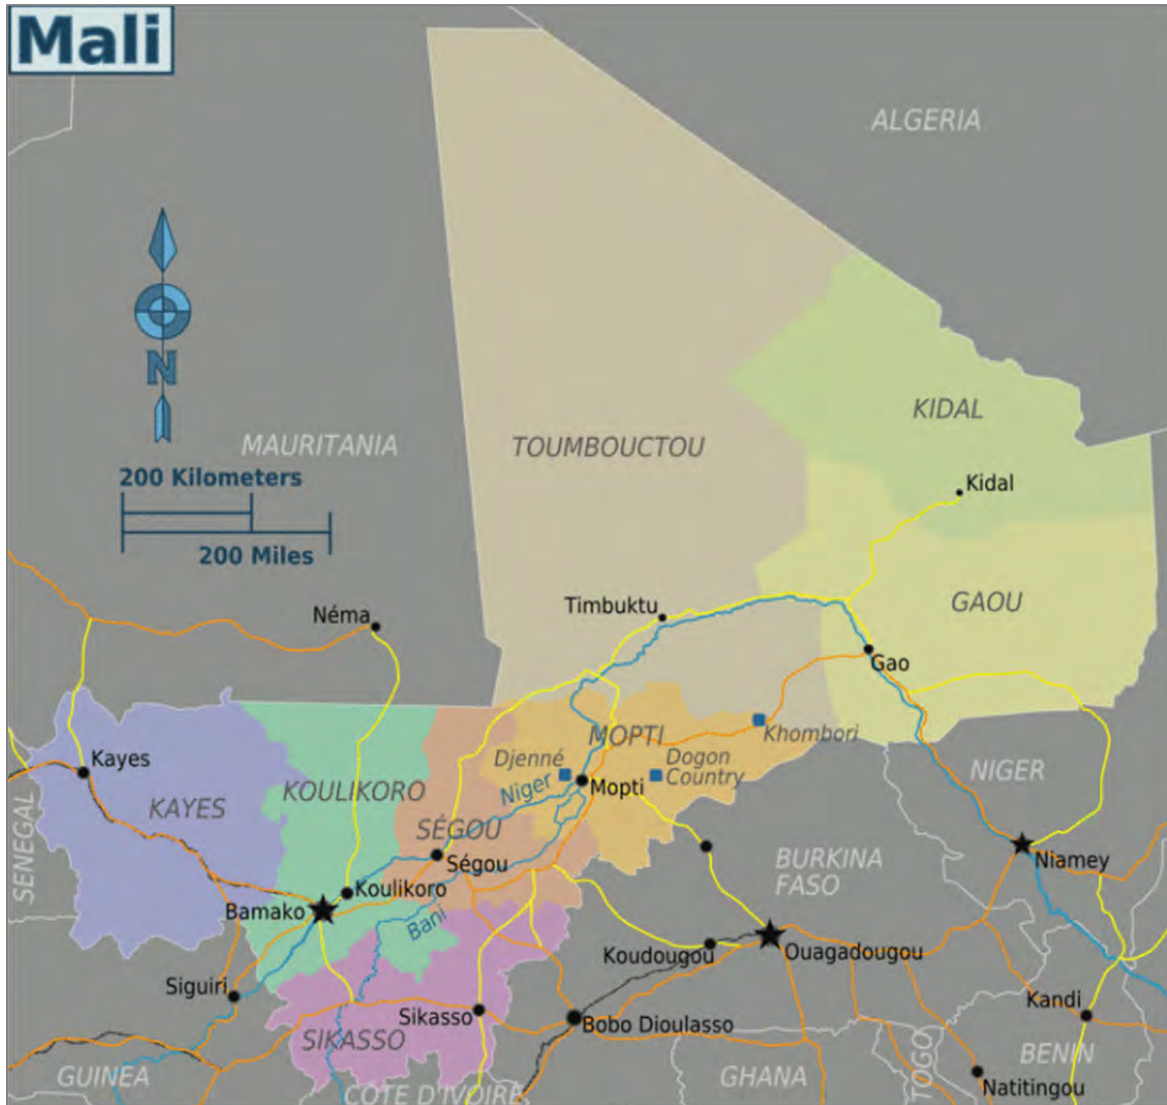 Mali
ALGERIA
N
KIDAL
MAURITANIA
TOUMBOUCTOU
200 Kilometers
Kidal
200 Miles
Timbuktu
GAOU
Néma
Gao
Khombori
MOPTI
Djenné
Dogon
Country
Kayes
NIGER
Niger
Mopti
KOULIKORO
KAYES
SÉGOU
SENEGAL
Ségou
BURKINA
FASO
Niamey
Koulikoro
Bamako
Bani
Koudougou
Ouagadougou
Siguiri
Kandi
Sikasso
Bobo Dioulasso
SIKASSO
GUINEA
GHANA
TOGO
BENIN
Natitingou
CÔTE D'IVOIRE